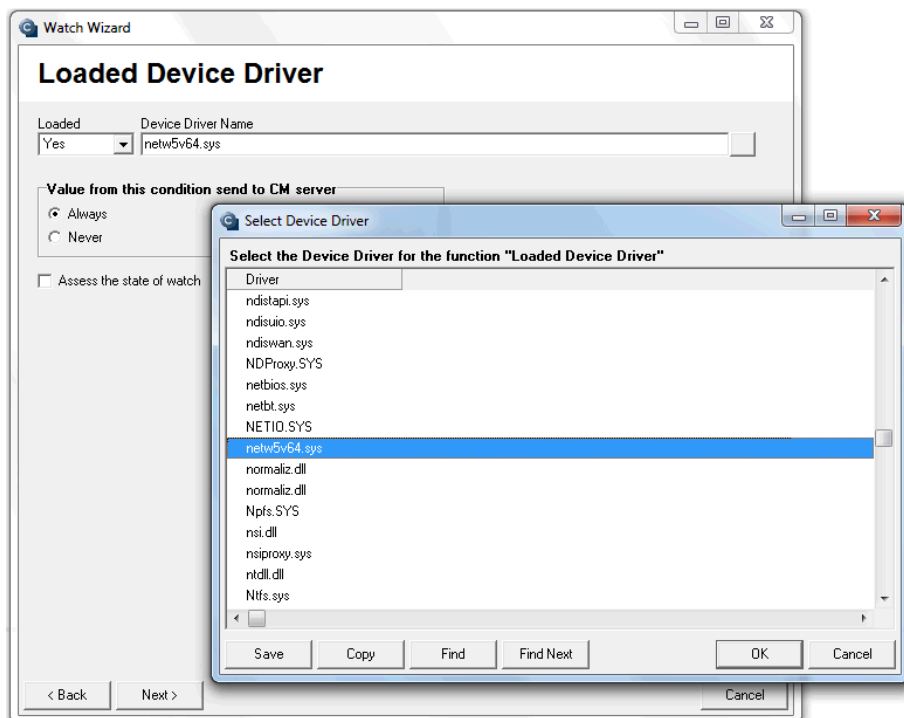 Watch Wizard
Loaded Device Driver
Loaded Device Driver Name
Yes netw5v64.sys
Value from this condition send to CM server
Always
Never
Assess the state of watch
Select Device Driver
Select the Device Driver for the function "Loaded Device Driver"
Driver
ndistapi.sys
ndisuio.sys
ndiswan.sys
NDProxy.SYS
netbios.sys
netbt.sys
NETIO.SYS
netw5v64.sys
normaliz.dll
normaliz.dll
Npfs.SYS
nsi.dll
nsiproxy.sys
ntdll.dll
Ntfs.sys
Save Copy Find Find Next OK Cancel
< Back Next > Cancel